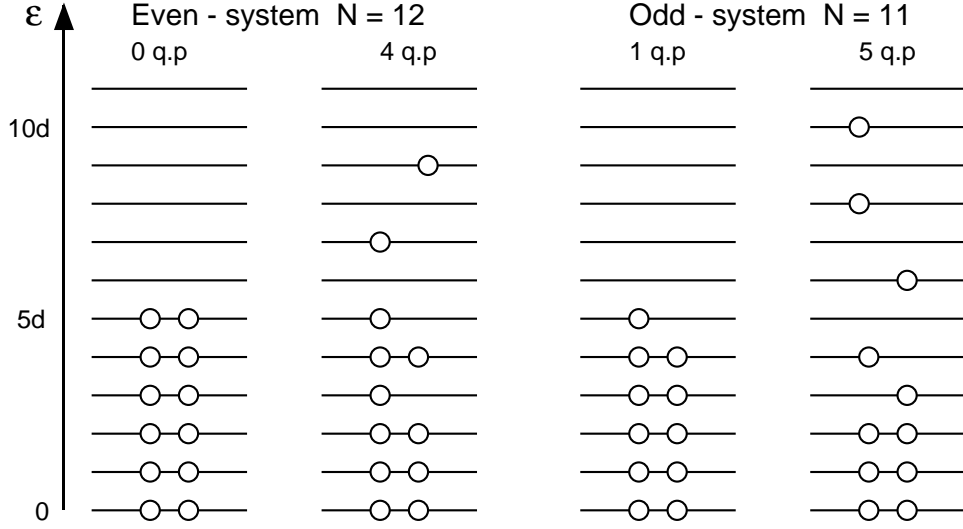 ε Even - system N = 12 Odd - system N = 11
0 q.p 4 q.p 1 q.p 5 q.p
10d
5d
0